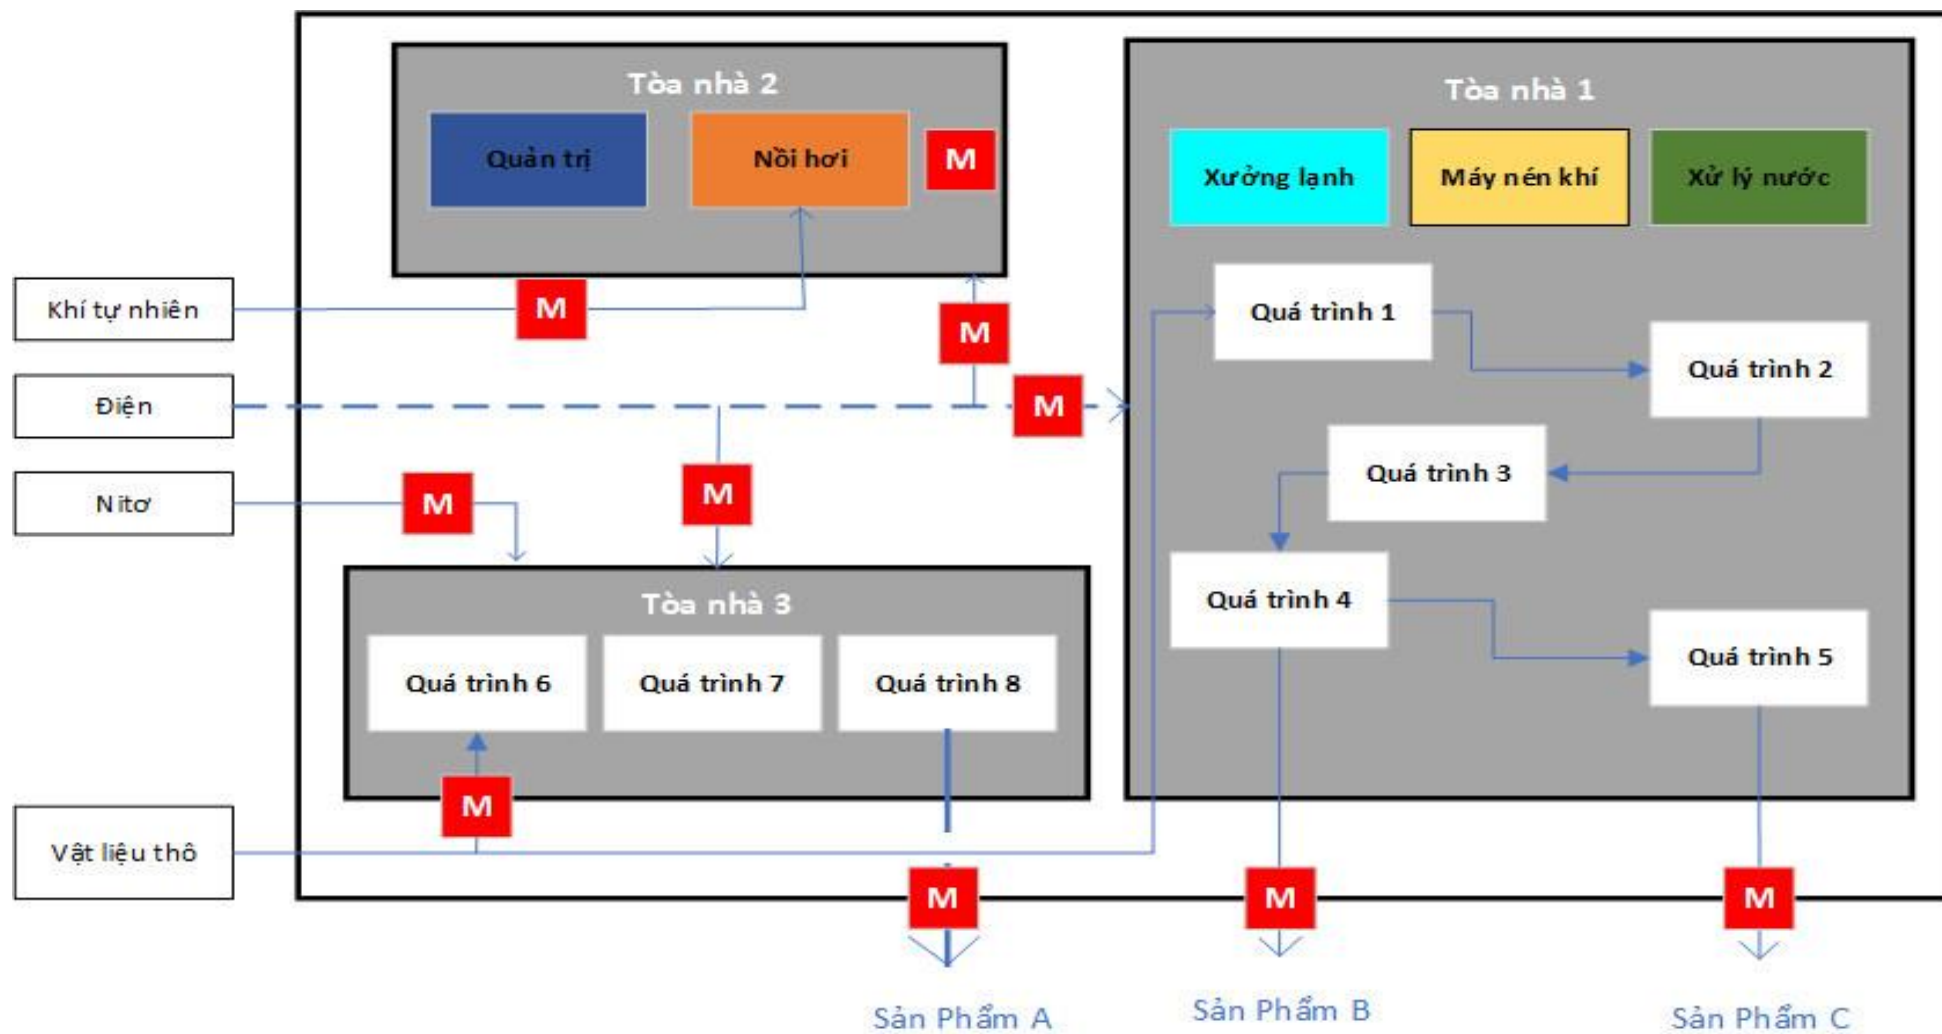 Tòa nhà 2
Quản trị
Nồi hơi
M
Tòa nhà 1
Xưởng lạnh
Máy nén khí
Xử lý nước
Khí tự nhiên
M
M
Quá trình 1
Quá trình 2
Điện
M
Nitơ
M
M
Quá trình 3
Tòa nhà 3
Quá trình 4
Quá trình 6
Quá trình 7
Quá trình 8
Quá trình 5
M
Vật liệu thô
M
M
M
Sản Phẩm A
Sản Phẩm B
Sản Phẩm C